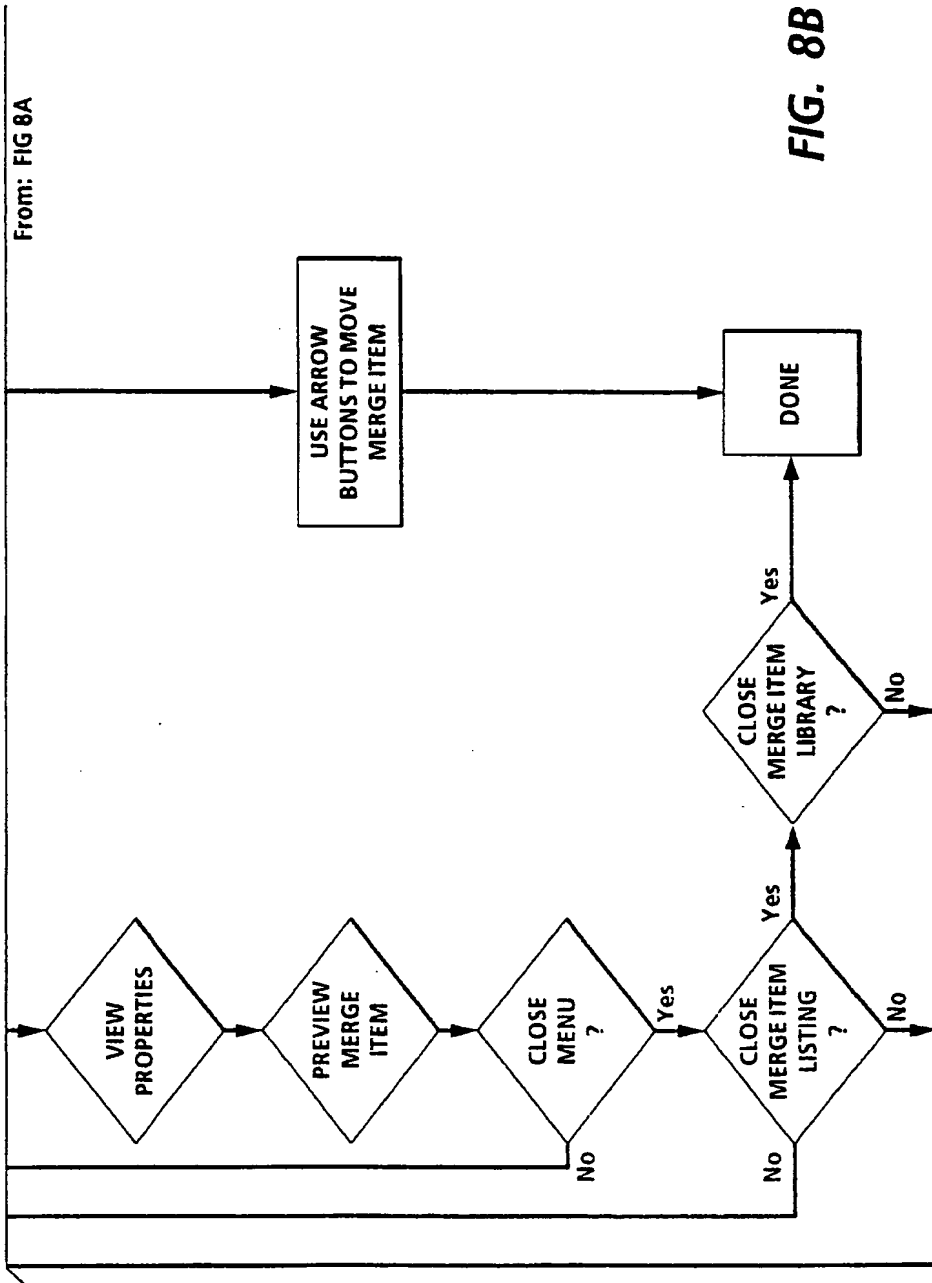 From: FIG 8A
VIEW
PROPERTIES
PREVIEW
MERGE
ITEM
CLOSE
MENU
?
No
Yes
CLOSE
MERGE ITEM
LISTING
?
No
No
Yes
CLOSE
MERGE ITEM
LIBRARY
?
No
Yes
USE ARROW
BUTTONS TO MOVE
MERGE ITEM
DONE
FIG. 8B